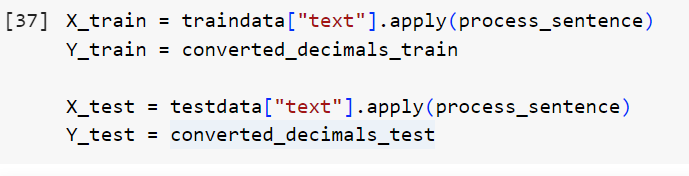 [37] X_train = traindata["text"].apply(process_sentence)
Y_train = converted_decimals_train
X_test = testdata["text"].apply(process_sentence)
Y_test = converted_decimals_test